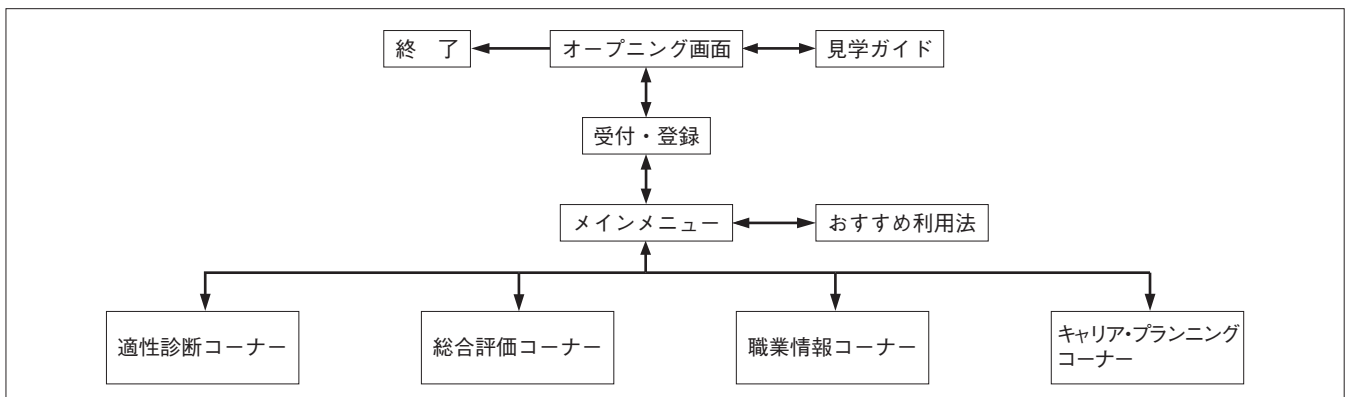 終　了
オープニング画面
見学ガイド
受付・登録
メインメニュー
おすすめ利用法
適性診断コーナー
総合評価コーナー
職業情報コーナー
キャリア・プランニング
コーナー